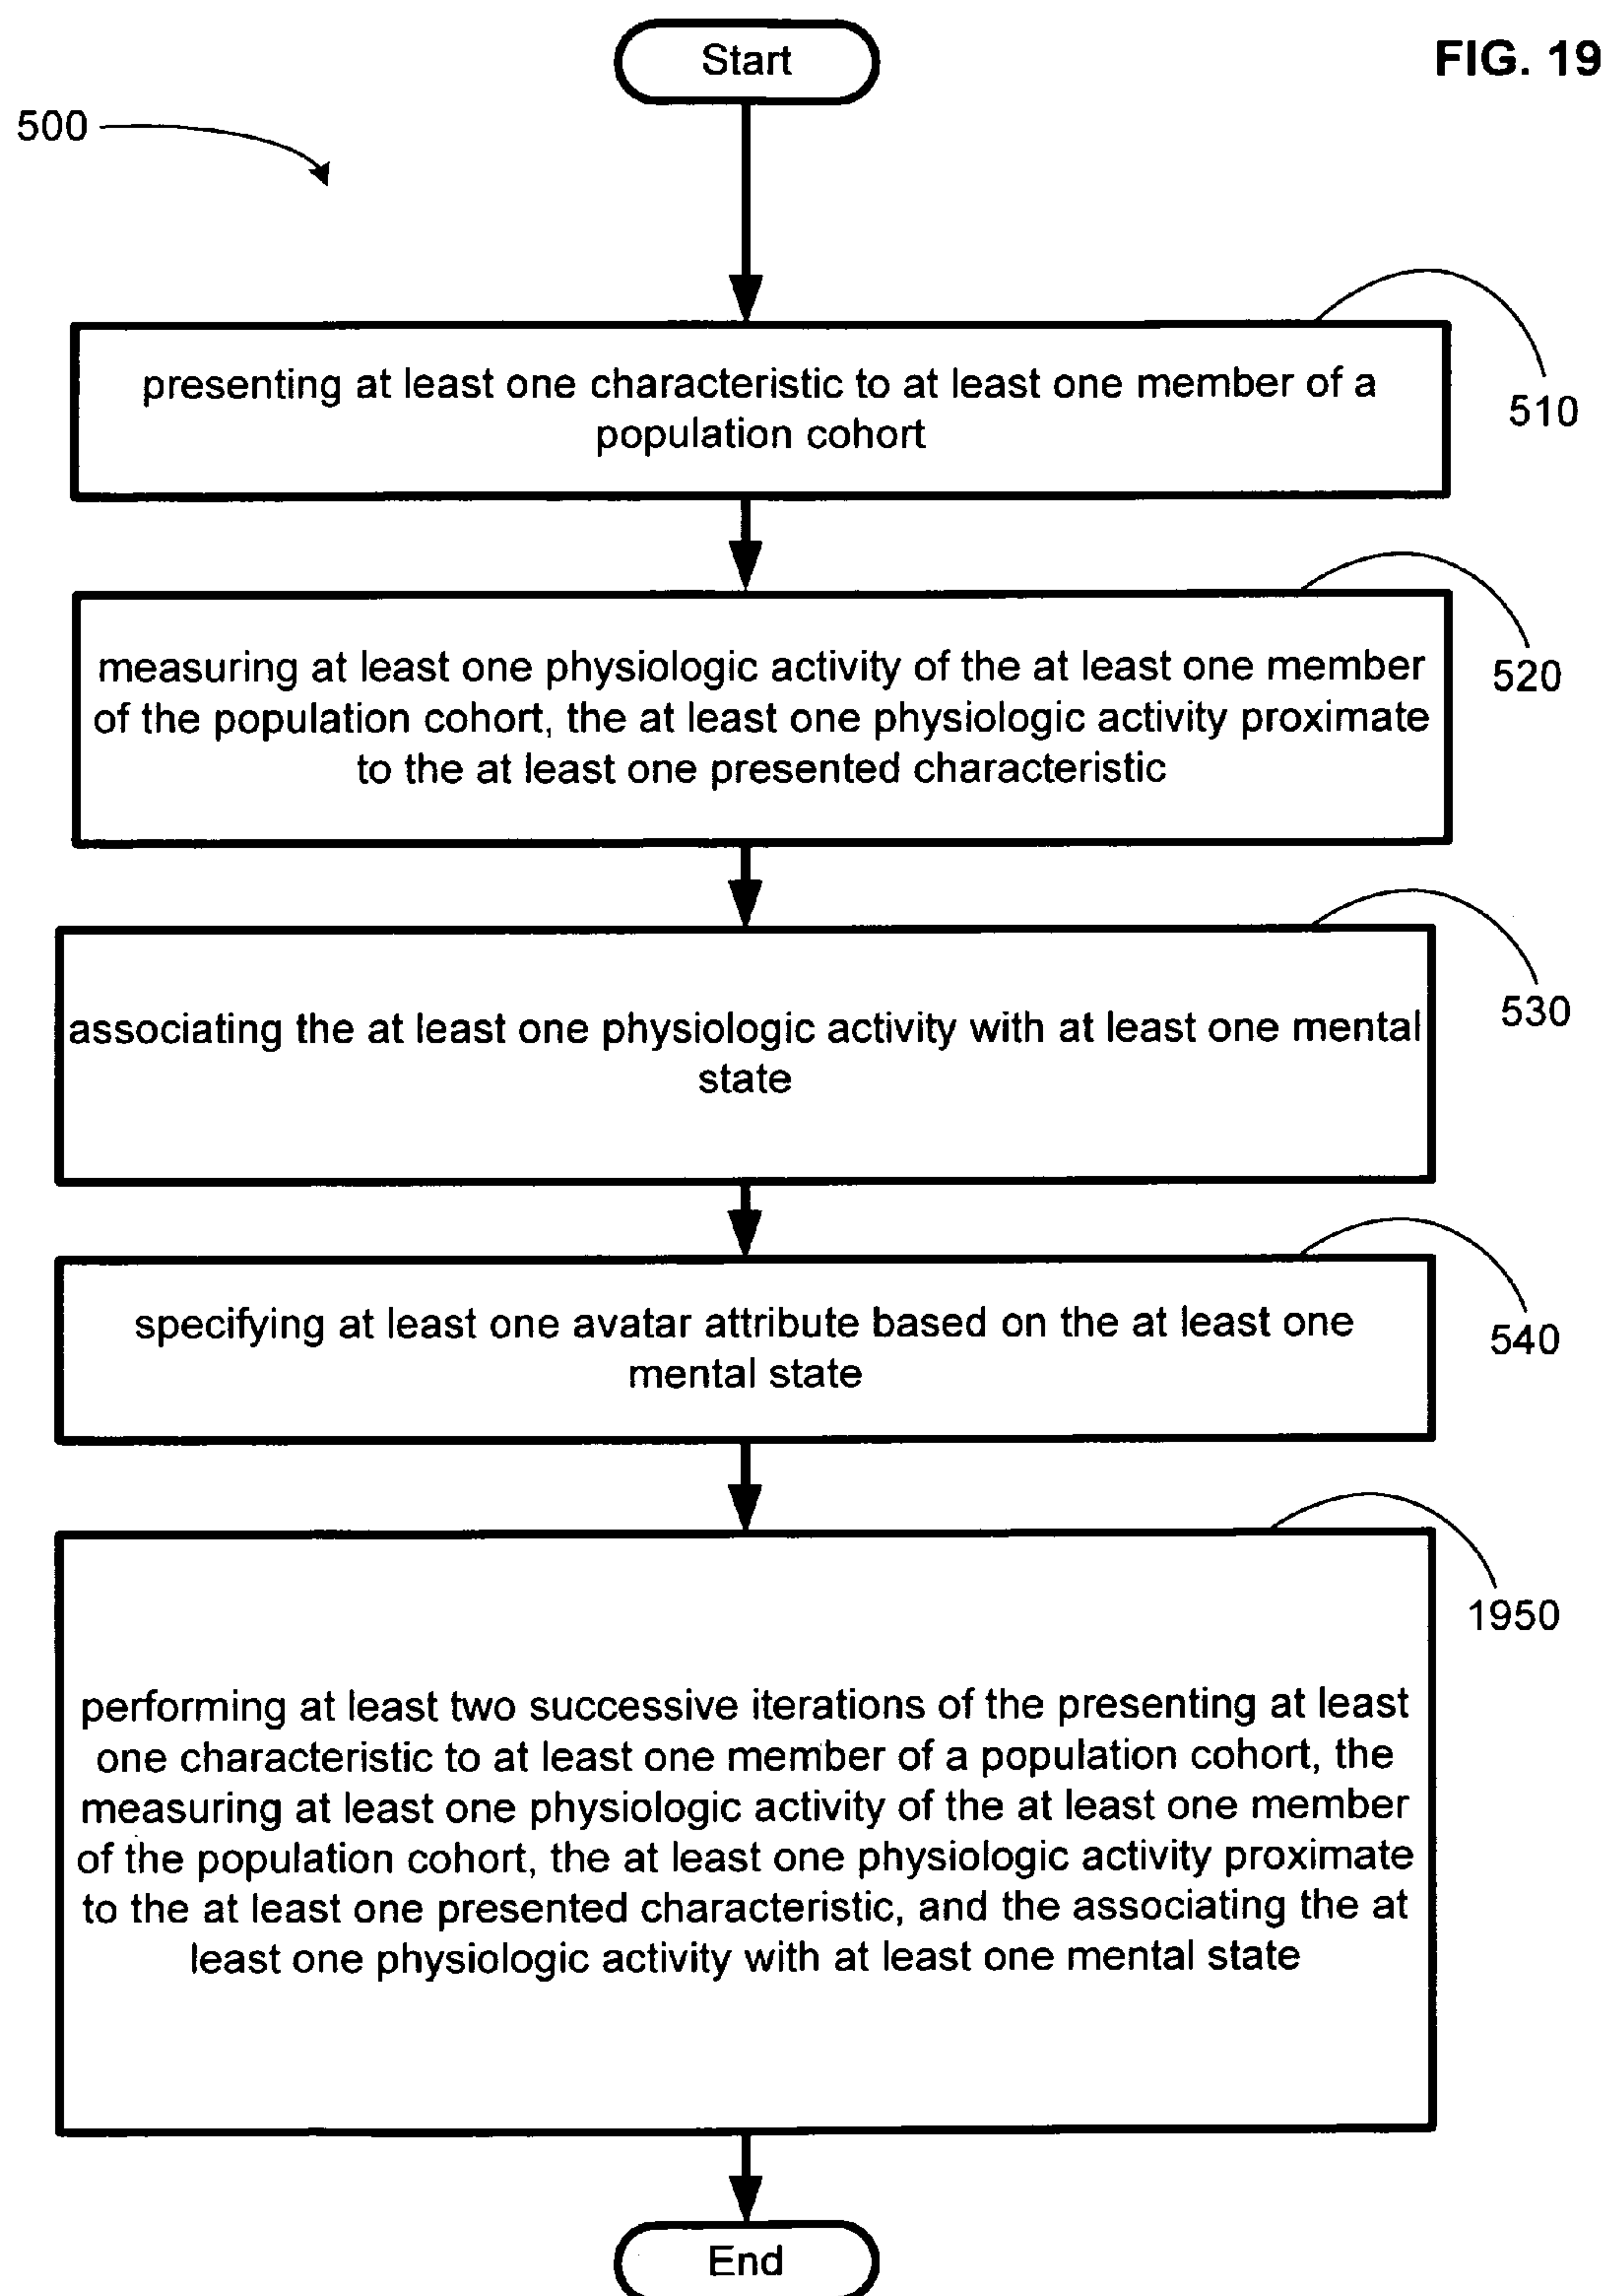 Start
FIG. 19
500
presenting at least one characteristic to at least one member of a
population cohort
510
measuring at least one physiologic activity of the at least one member
of the population cohort, the at least one physiologic activity proximate
to the at least one presented characteristic
520
associating the at least one physiologic activity with at least one mental
state
530
specifying at least one avatar attribute based on the at least one
mental state
540
1950
performing at least two successive iterations of the presenting at least
one characteristic to at least one member of a population cohort, the
measuring at least one physiologic activity of the at least one member
of the population cohort, the at least one physiologic activity proximate
to the at least one presented characteristic, and the associating the at
least one physiologic activity with at least one mental state
End